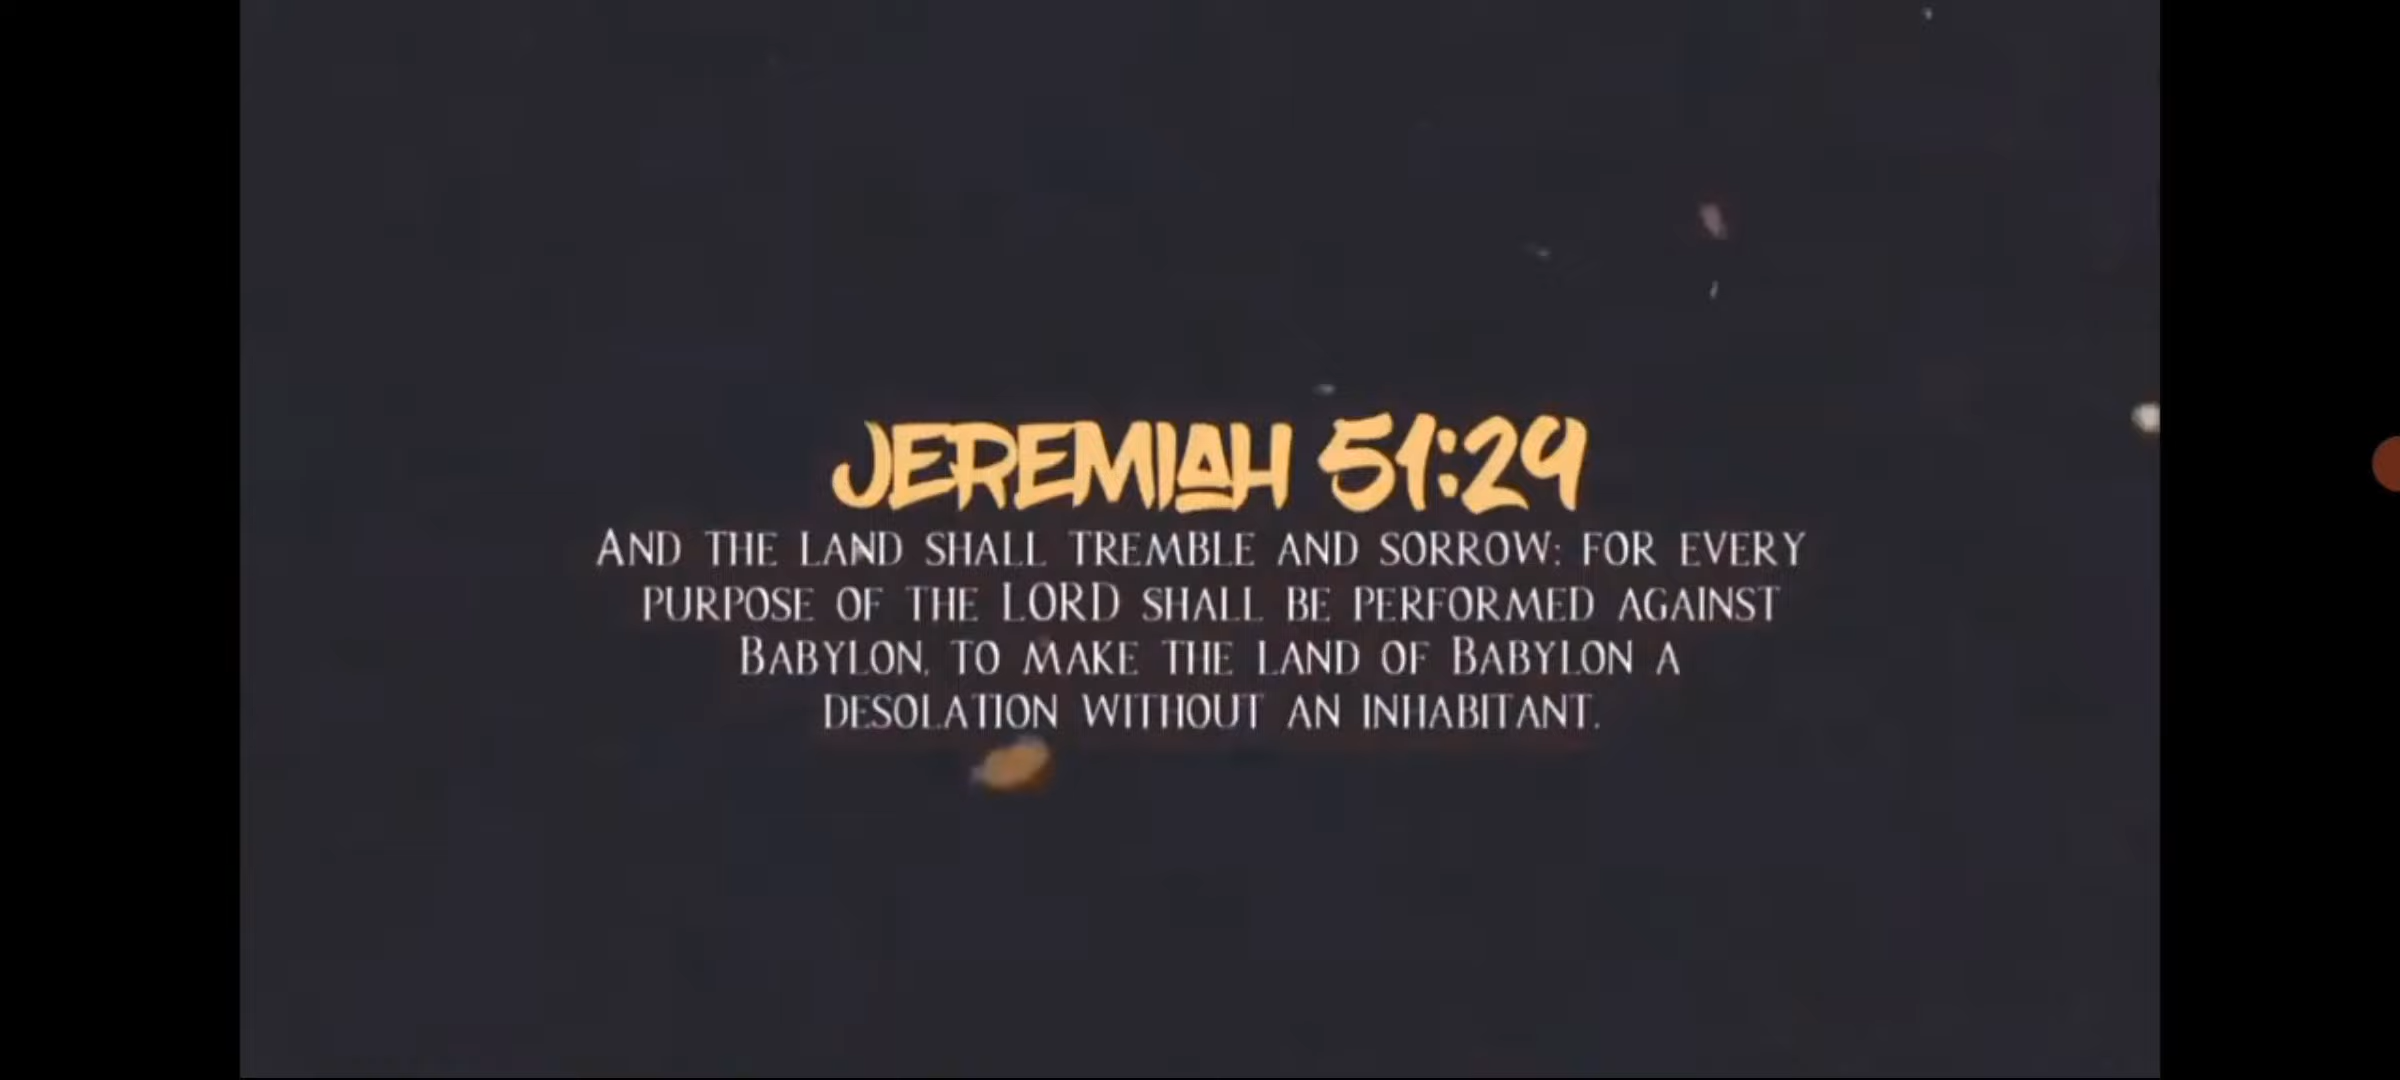 JEREMIAH 51:29
And the land shall tremble and sorrow: for every
purpose of the LORD shall be performed against
Babylon, to make the land of Babylon a
desolation without an inhabitant.